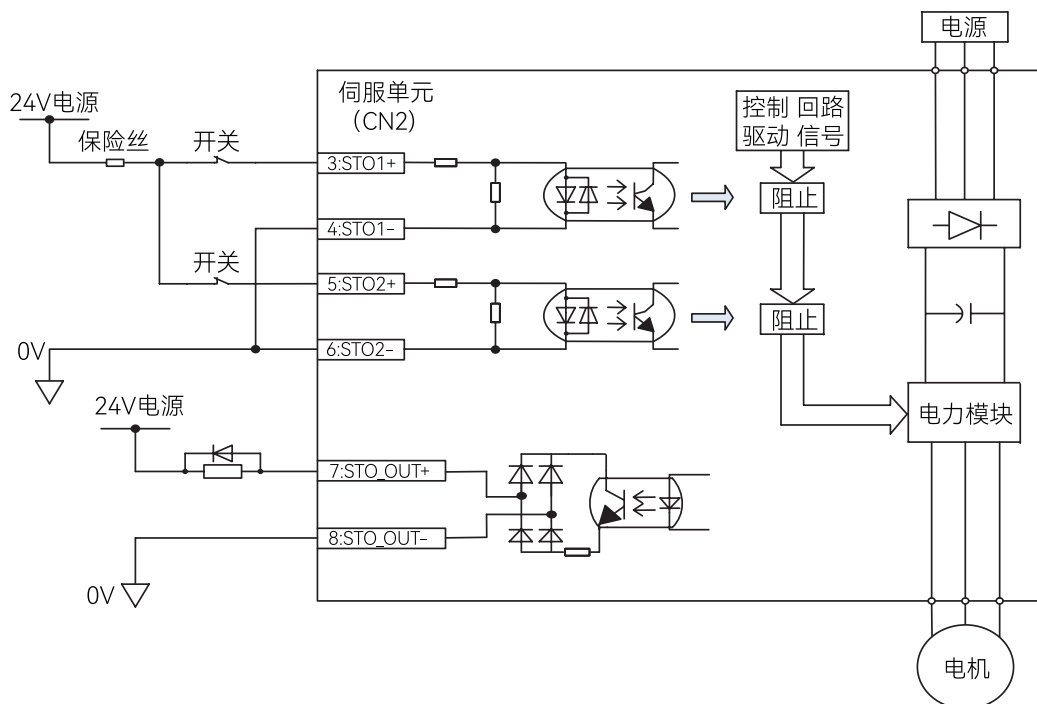 电源
伺服单元
(CN2)
24V电源
保险丝
开关
控制 回路
驱动 信号
3:STO1+
阻止
4:STO1-
开关
5:STO2+
阻止
0V
6:STO2-
24V电源
电力模块
7:STO_OUT+
8:STO_OUT-
0V
电机